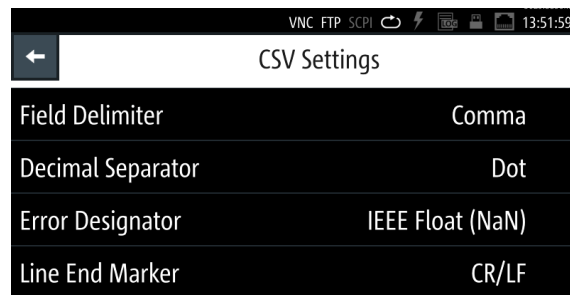 VNC FTP SCPI LOG 13:51:59
CSV Settings
Field Delimiter Comma
Decimal Separator Dot
Error Designator IEEE Float (NaN)
Line End Marker CR/LF